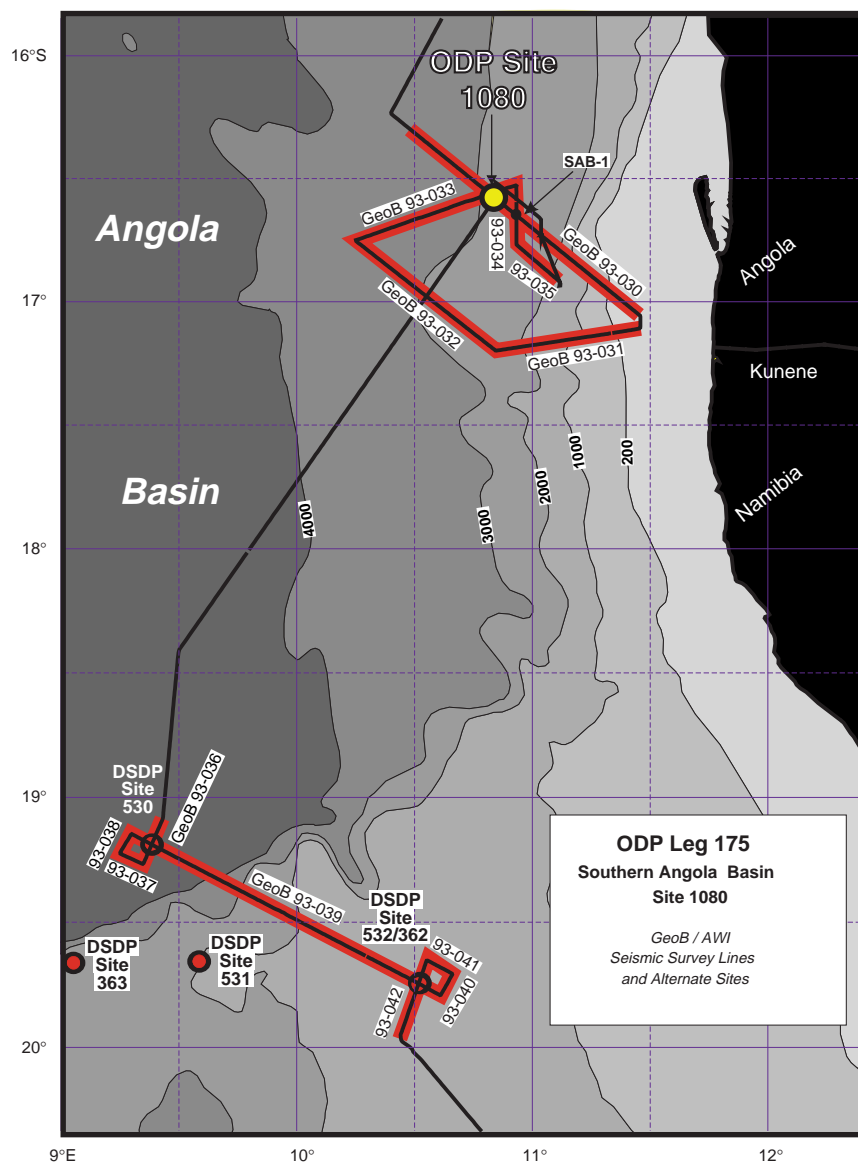 16°S
ODP Site
1080
SAB-1
GeoB 93-033
Angola
93-034
GeoB 93-030
93-035
Angola
17°
GeoB 93-032
GeoB 93-031
Kunene
200
1000
2000
3000
4000
Basin
Namibia
18°
19°
DSDP
Site
530
GeoB 93-036
93-038
93-037
GeoB 93-039
DSDP
Site
532/362
93-041
93-040
93-042
DSDP
Site
363
DSDP
Site
531
ODP Leg 175
Southern Angola Basin
Site 1080
GeoB / AWI
Seismic Survey Lines
and Alternate Sites
20°
9°E
10°
11°
12°